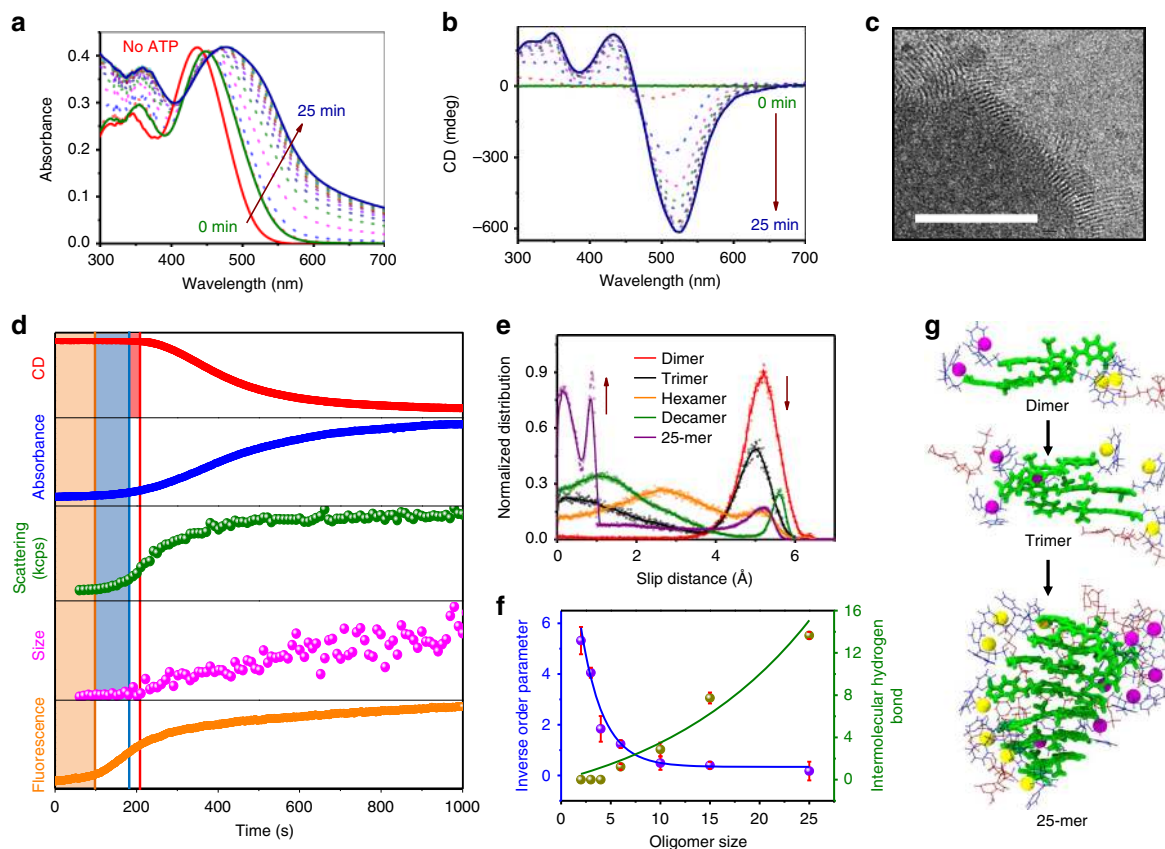 a
No ATP
25 min
0 min
0.4
0.3
0.2
0.1
0.0
300 400 500 600 700
Absorbance
Wavelength (nm)
b
0
−300
−600
0 min
25 min
300 400 500 600 700
CD (mdeg)
Wavelength (nm)
c
d
CD
Absorbance
Scattering
(kcps)
Size
Fluorescence
0 200 400 600 800 1000
Time (s)
e
0.9
0.6
0.3
0.0
Dimer
Trimer
Hexamer
Decamer
25-mer
0 2 4 6
Normalized distribution
Slip distance (Å)
f
6
4
2
0
16
12
8
4
0
0 5 10 15 20 25
Inverse order parameter
Intermolecular hydrogen
bond
Oligomer size
g
Dimer
Trimer
25-mer